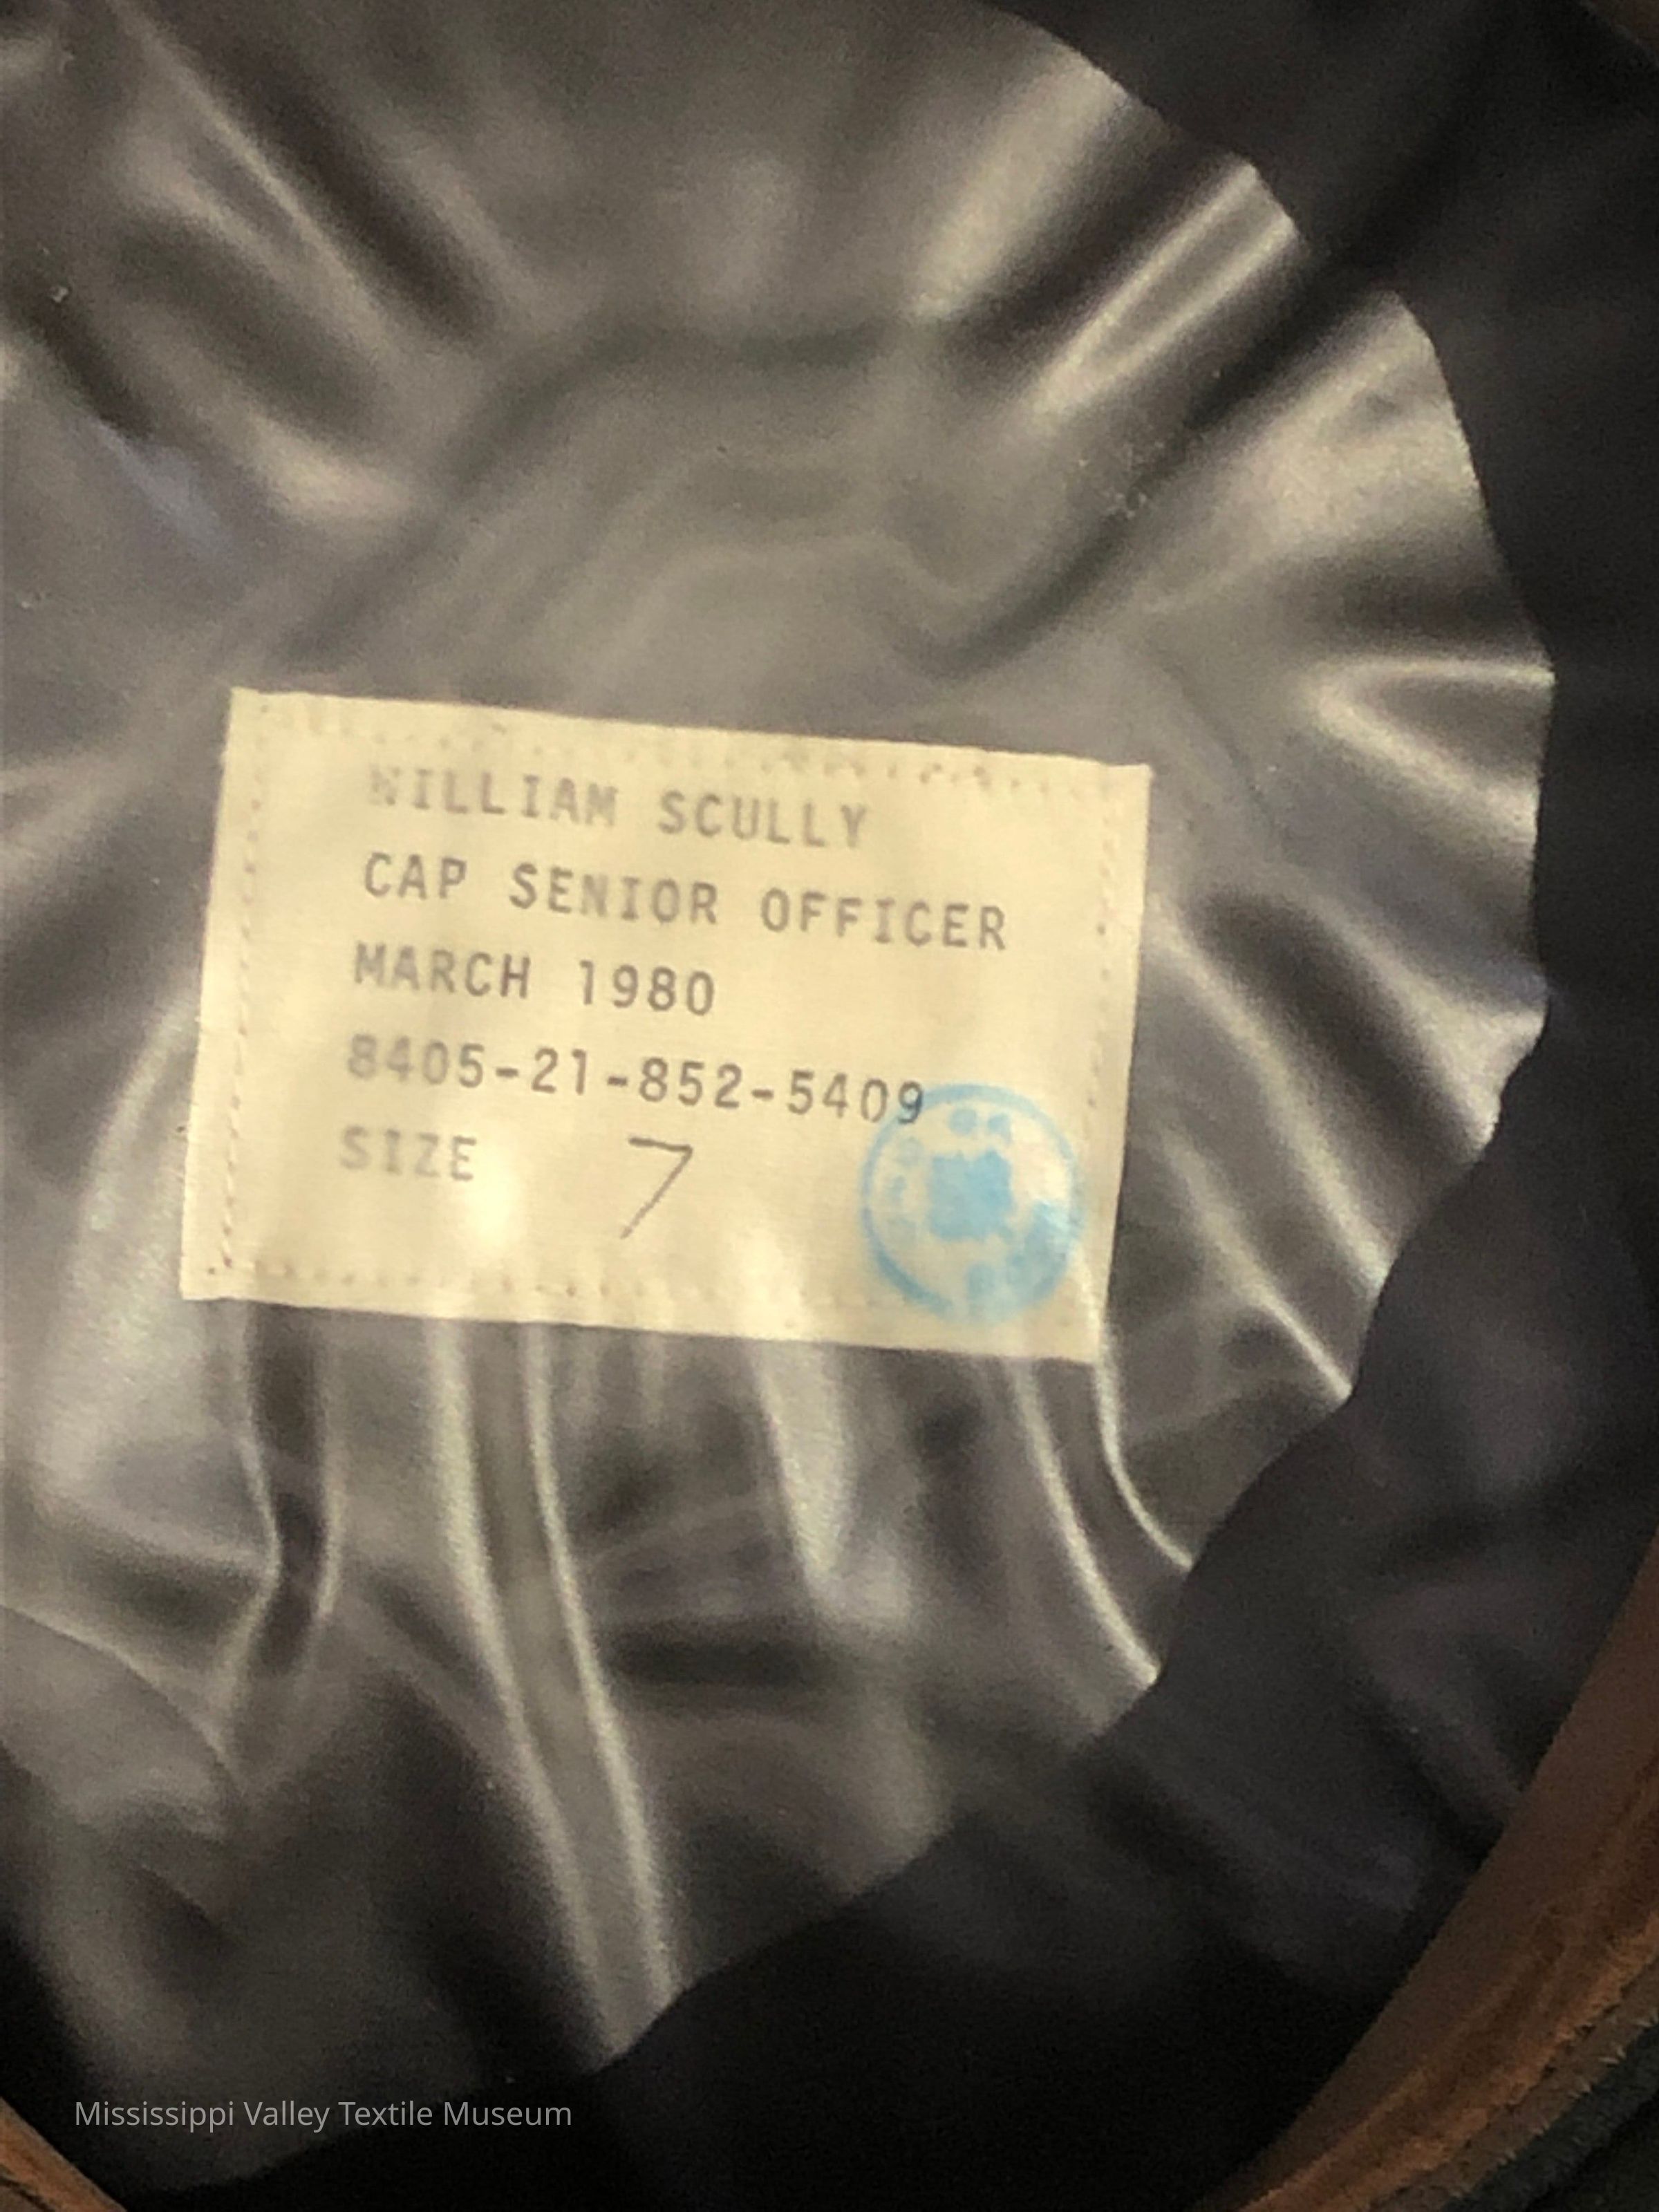 WILLIAM SCULLY
CAP SENIOR OFFICER
MARCH 1980
8405-21-852-5409
SIZE 7
Mississippi Valley Textile Museum